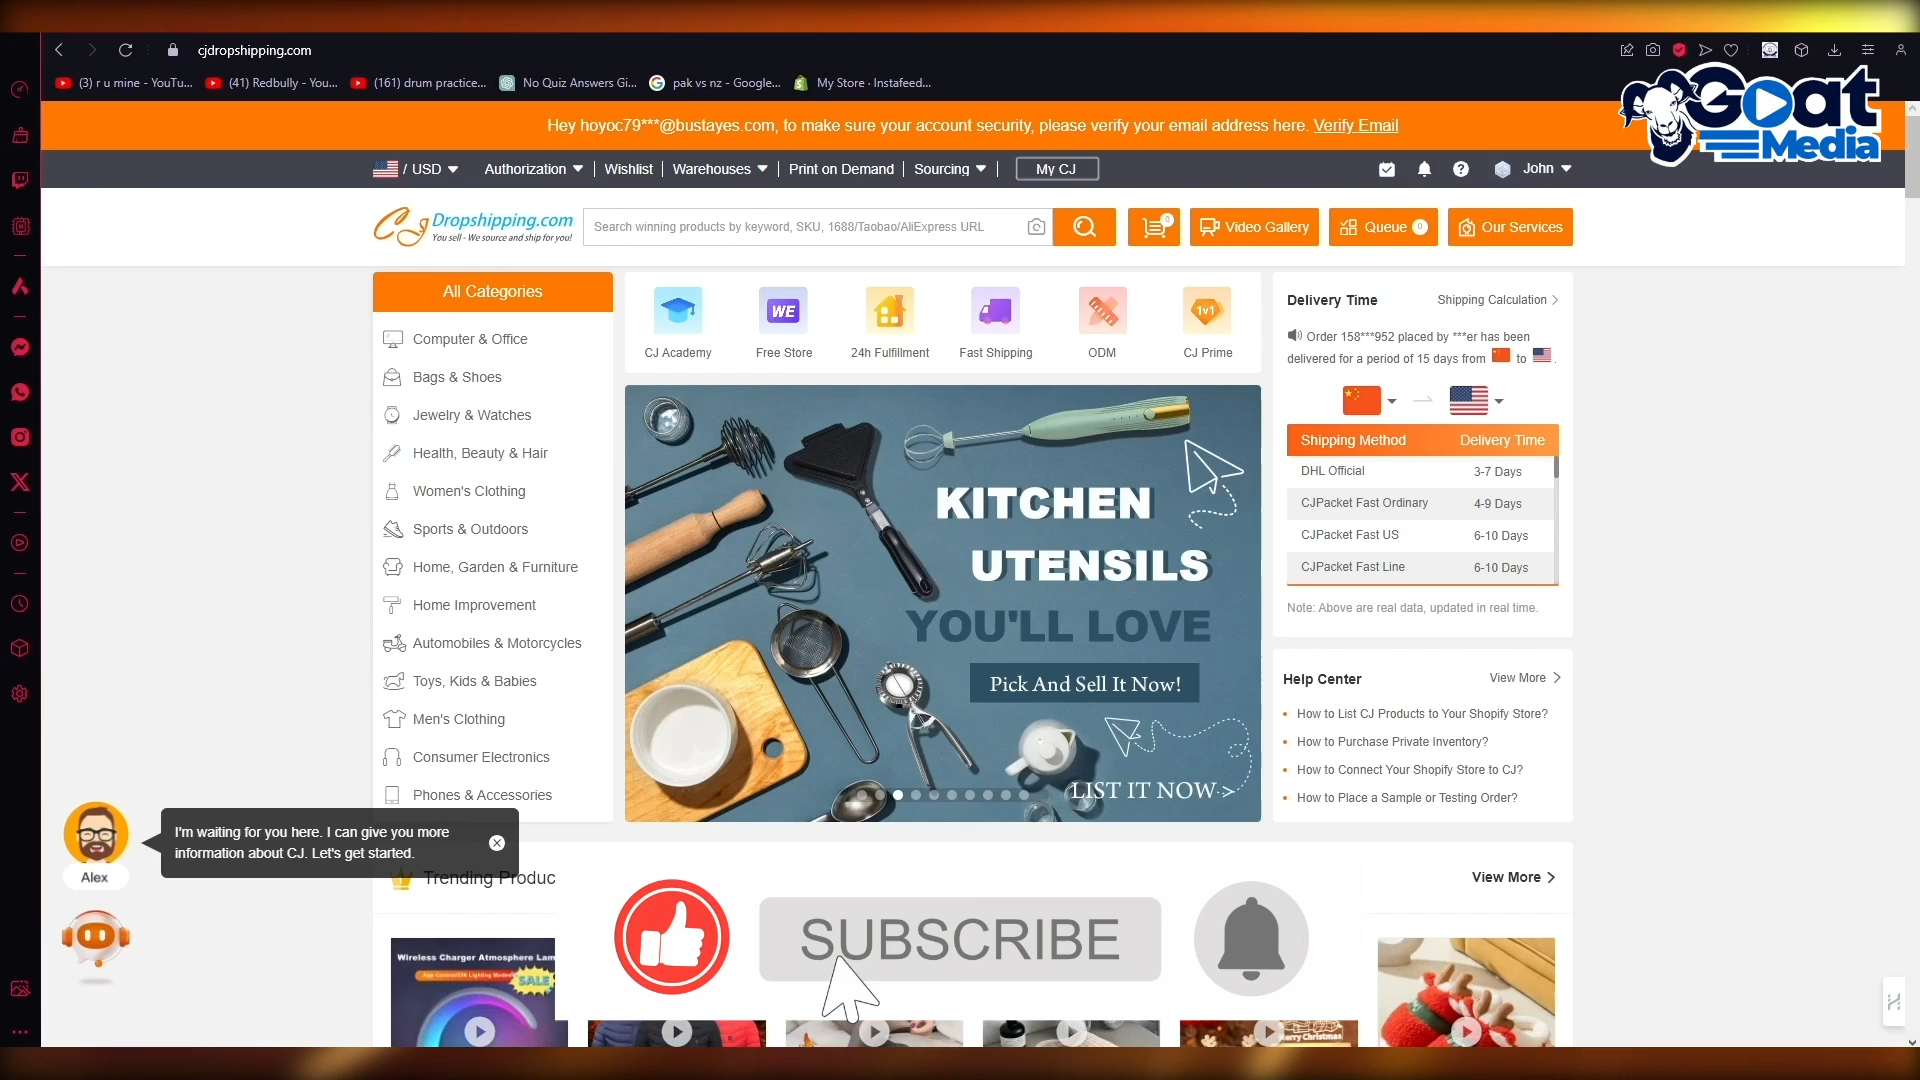 cjdropshipping.com
(3) r u mine - YouTu...
(41) Redbully - You...
(161) drum practice...
No Quiz Answers Gi...
pak vs nz - Google...
My Store · Instafeed...
Goat
Media
Hey hoyoc79***@bustayes.com, to make sure your account security, please verify your email address here. Verify Email
/ USD
Authorization
Wishlist
Warehouses
Print on Demand
Sourcing
My CJ
John
CJ Dropshipping.com
You sell - We source and ship for you!
Search winning products by keyword, SKU, 1688/Taobao/AliExpress URL
0
Video Gallery
Queue 0
Our Services
All Categories
Computer & Office
Bags & Shoes
Jewelry & Watches
Health, Beauty & Hair
Women's Clothing
Sports & Outdoors
Home, Garden & Furniture
Home Improvement
Automobiles & Motorcycles
Toys, Kids & Babies
Men's Clothing
Consumer Electronics
Phones & Accessories
WE
1v1
CJ Academy
Free Store
24h Fulfillment
Fast Shipping
ODM
CJ Prime
KITCHEN
UTENSILS
YOU'LL LOVE
Pick And Sell It Now!
LIST IT NOW >
Delivery Time
Shipping Calculation
Order 158***952 placed by ***er has been
delivered for a period of 15 days from to .
Shipping Method Delivery Time
DHL Official 3-7 Days
CJPacket Fast Ordinary 4-9 Days
CJPacket Fast US 6-10 Days
CJPacket Fast Line 6-10 Days
Note: Above are real data, updated in real time.
Help Center
View More
How to List CJ Products to Your Shopify Store?
How to Purchase Private Inventory?
How to Connect Your Shopify Store to CJ?
How to Place a Sample or Testing Order?
I'm waiting for you here. I can give you more
information about CJ. Let's get started.
Alex
Trending Produc
View More
SUBSCRIBE
Wireless Charger Atmosphere Lam
SALE
Merry Christmas